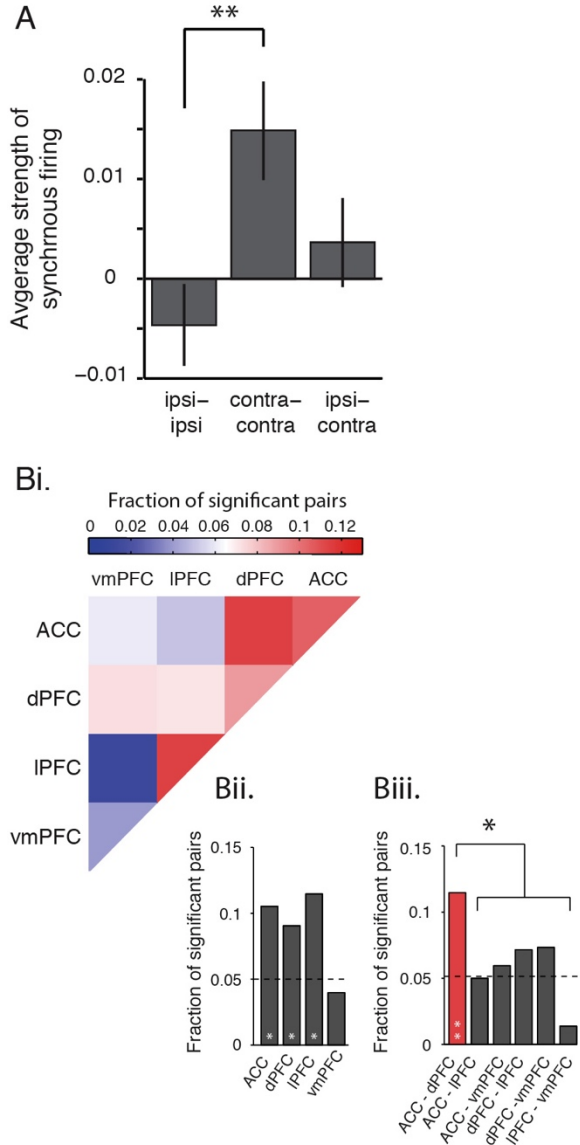 A
**
0.02
0.01
0
−0.01
Avgerage strength of
synchrnous firing
ipsi−
ipsi
contra−
contra
ipsi−
contra
Bi.
Fraction of significant pairs
0 0.02 0.04 0.06 0.08 0.1 0.12
vmPFC lPFC dPFC ACC
ACC
dPFC
lPFC
vmPFC
Bii.
Fraction of significant pairs
0.15
0.1
0.05
0
* * *
ACC
dPFC
lPFC
vmPFC
Biii.
*
Fraction of significant pairs
0.15
0.1
0.05
0
**
ACC - dPFC
ACC - lPFC
ACC - vmPFC
dPFC - lPFC
dPFC -vmPFC
lPFC - vmPFC